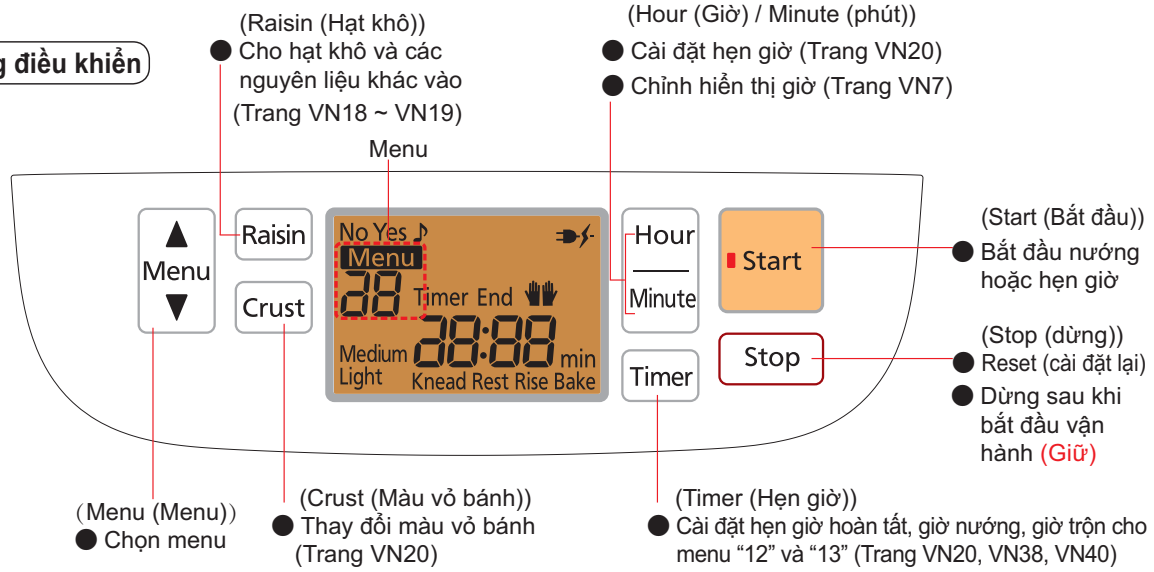 (Raisin (Hạt khô))
● Cho hạt khô và các
nguyên liệu khác vào
(Trang VN18 ~ VN19)
(Hour (Giờ) / Minute (phút))
● Cài đặt hẹn giờ (Trang VN20)
● Chỉnh hiển thị giờ (Trang VN7)
điều khiển
Menu
▲
Menu
▼
Raisin
Crust
No Yes ♪
Menu
38
Timer End
38:88 min
Medium
Light
Knead Rest Rise Bake
Hour
Minute
Timer
Start
Stop
(Start (Bắt đầu))
● Bắt đầu nướng
hoặc hẹn giờ
(Stop (dừng))
● Reset (cài đặt lại)
● Dừng sau khi
bắt đầu vận
hành (Giữ)
(Menu (Menu))
● Chọn menu
(Crust (Màu vỏ bánh))
● Thay đổi màu vỏ bánh
(Trang VN20)
(Timer (Hẹn giờ))
● Cài đặt hẹn giờ hoàn tất, giờ nướng, giờ trộn cho
menu “12” và “13” (Trang VN20, VN38, VN40)